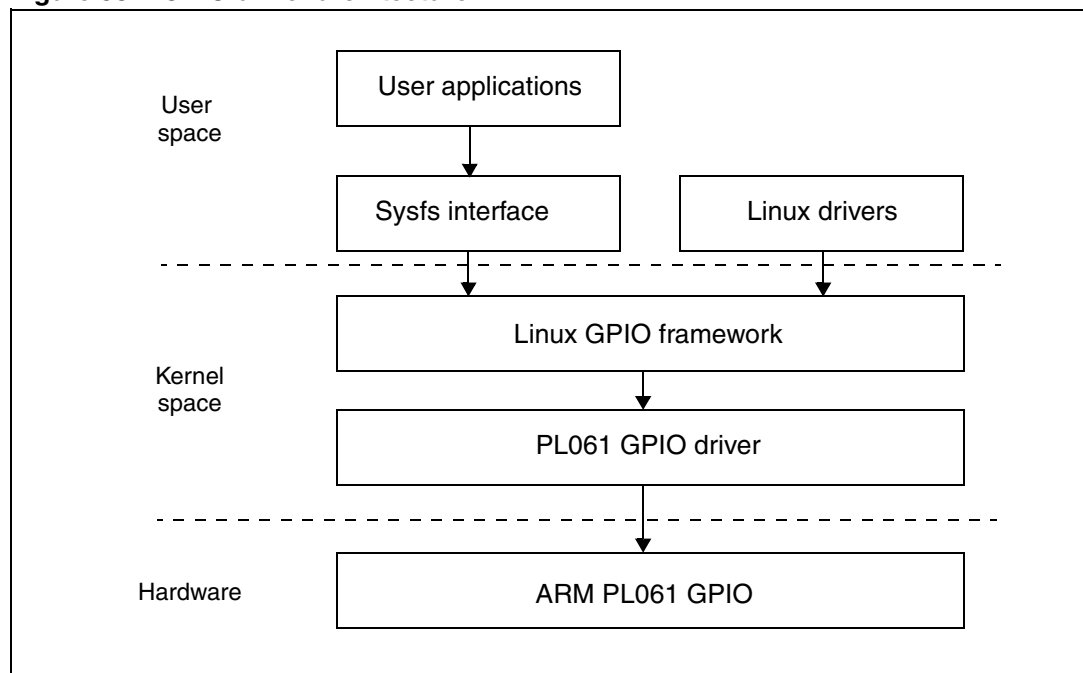 User applications
User
space
Sysfs interface
Linux drivers
Linux GPIO framework
Kernel
space
PL061 GPIO driver
Hardware
ARM PL061 GPIO